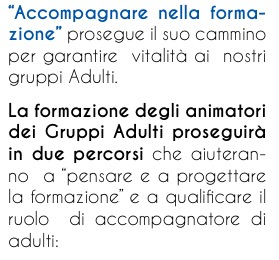 “Accompagnare nella forma-
zione” prosegue il suo cammino
per garantire vitalità ai nostri
gruppi Adulti.
La formazione degli animatori
dei Gruppi Adulti proseguirà
in due percorsi che aiuteran-
no a “pensare e a progettare
la formazione” e a qualificare il
ruolo di accompagnatore di
adulti: